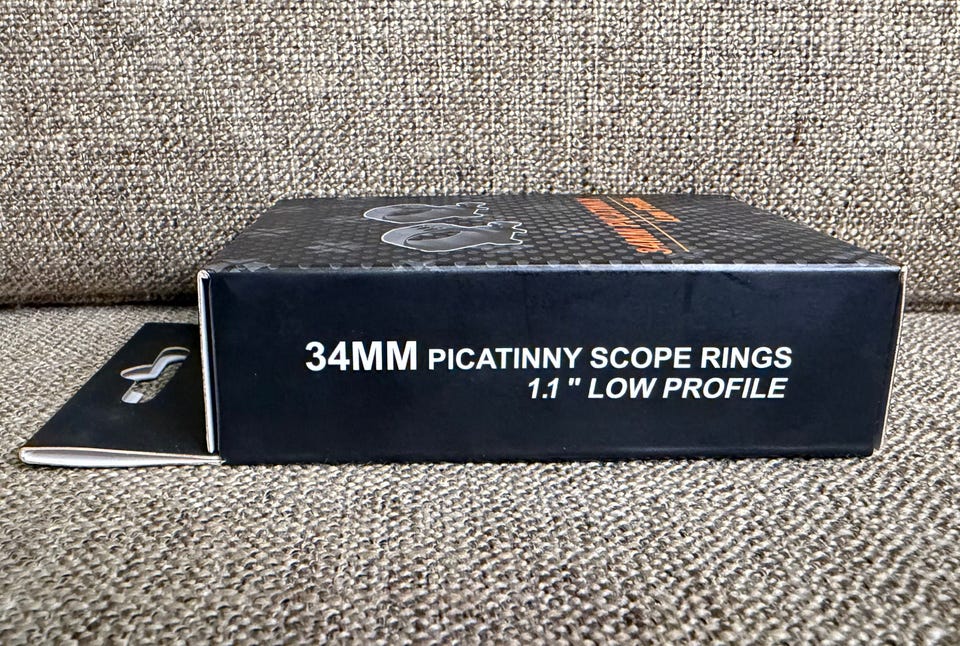 34MM PICATINNY SCOPE RINGS
1.1" LOW PROFILE